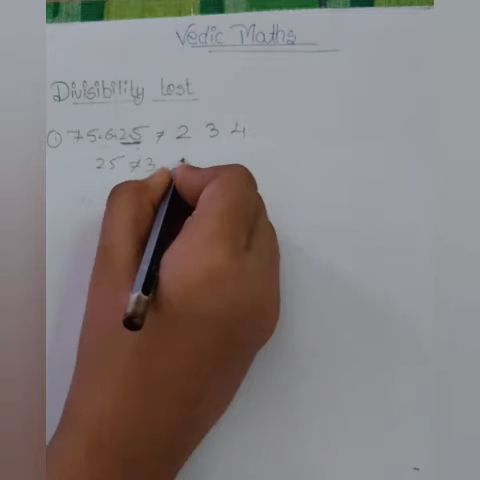 Vedic Maths
Divisibility test
① 75625 ÷ 2 3 4
25 ÷ 3